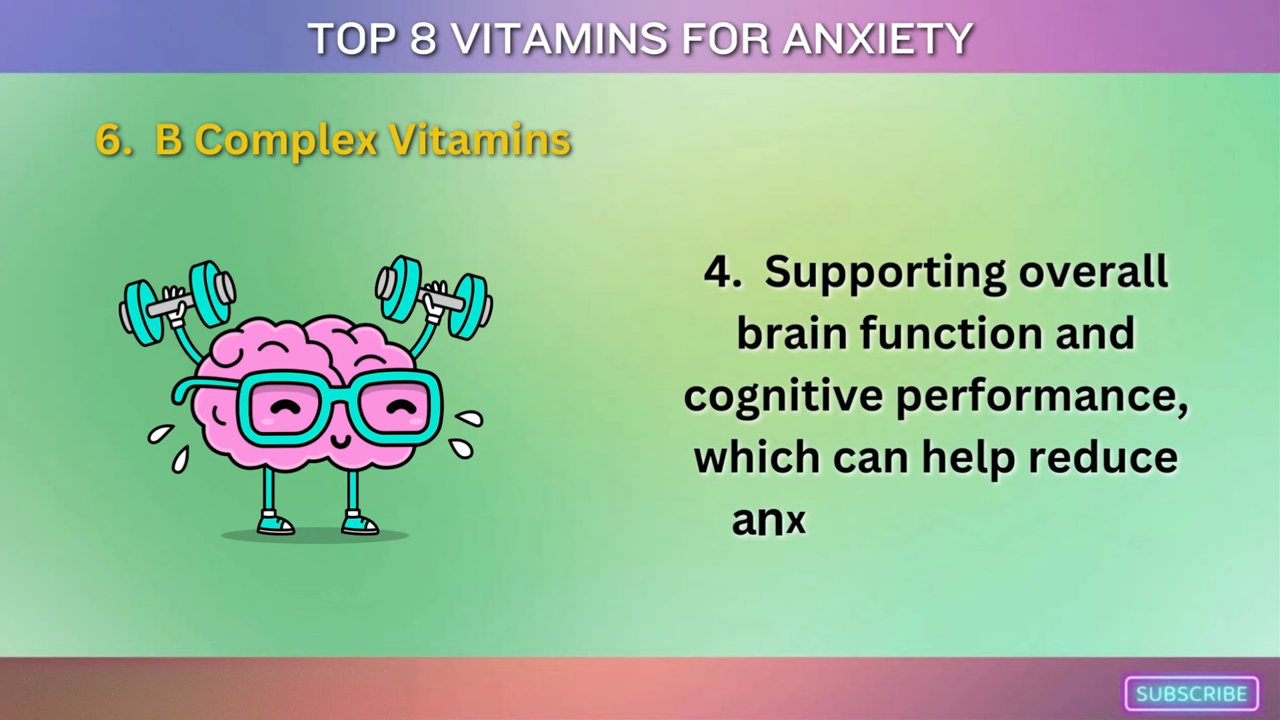 TOP 8 VITAMINS FOR ANXIETY
6. B Complex Vitamins
4. Supporting overall
brain function and
cognitive performance,
which can help reduce
anx
SUBSCRIBE